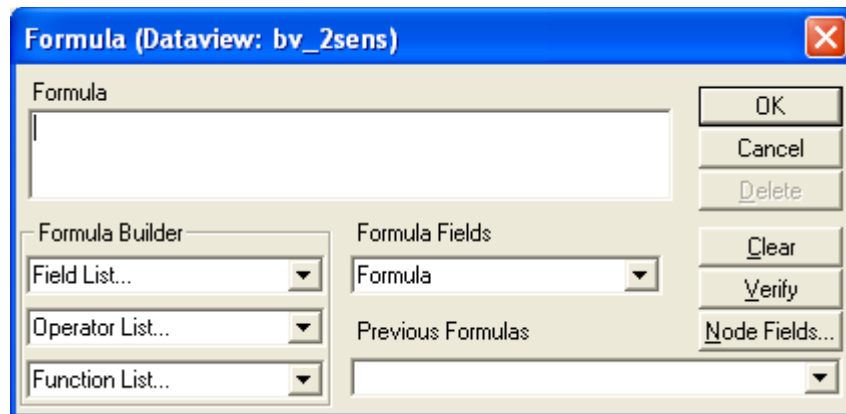 Formula (Dataview: bv_2sens)
Formula
OK
Cancel
Delete
Formula Builder
Field List...
Operator List...
Function List...
Formula Fields
Formula
Previous Formulas
Clear
Verify
Node Fields...